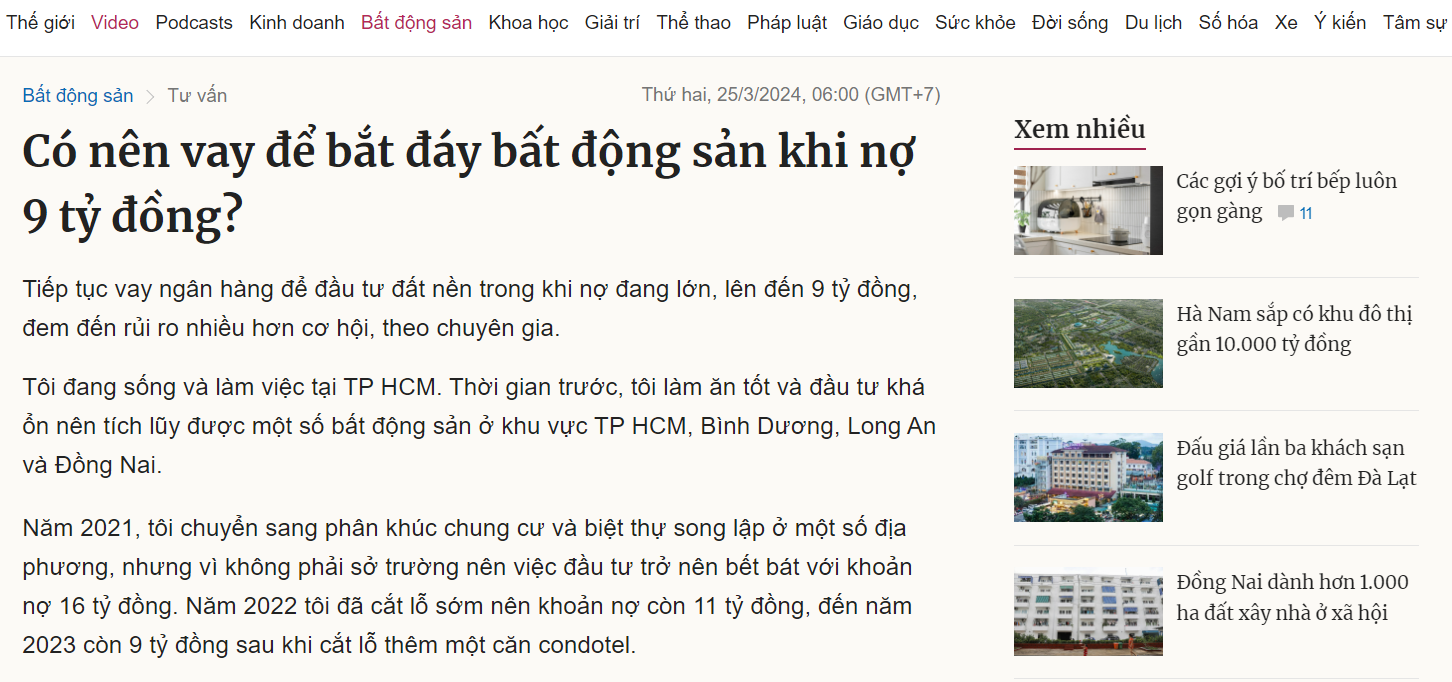 Thế giới Video Podcasts Kinh doanh Bất động sản Khoa học Giải trí Thể thao Pháp luật Giáo dục Sức khỏe Đời sống Du lịch Số hóa Xe Ý kiến Tâm sự
Bất động sản > Tư vấn
Thứ hai, 25/3/2024, 06:00 (GMT+7)
Có nên vay để bắt đáy bất động sản khi nợ
9 tỷ đồng?
Tiếp tục vay ngân hàng để đầu tư đất nền trong khi nợ đang lớn, lên đến 9 tỷ đồng,
đem đến rủi ro nhiều hơn cơ hội, theo chuyên gia.
Tôi đang sống và làm việc tại TP HCM. Thời gian trước, tôi làm ăn tốt và đầu tư khá
ổn nên tích lũy được một số bất động sản ở khu vực TP HCM, Bình Dương, Long An
và Đồng Nai.
Năm 2021, tôi chuyển sang phân khúc chung cư và biệt thự song lập ở một số địa
phương, nhưng vì không phải sở trường nên việc đầu tư trở nên bết bát với khoản
nợ 16 tỷ đồng. Năm 2022 tôi đã cắt lỗ sớm nên khoản nợ còn 11 tỷ đồng, đến năm
2023 còn 9 tỷ đồng sau khi cắt lỗ thêm một căn condotel.
Xem nhiều
Các gợi ý bố trí bếp luôn
gọn gàng 11
Hà Nam sắp có khu đô thị
gần 10.000 tỷ đồng
Đấu giá lần ba khách sạn
golf trong chợ đêm Đà Lạt
Đồng Nai dành hơn 1.000
ha đất xây nhà ở xã hội